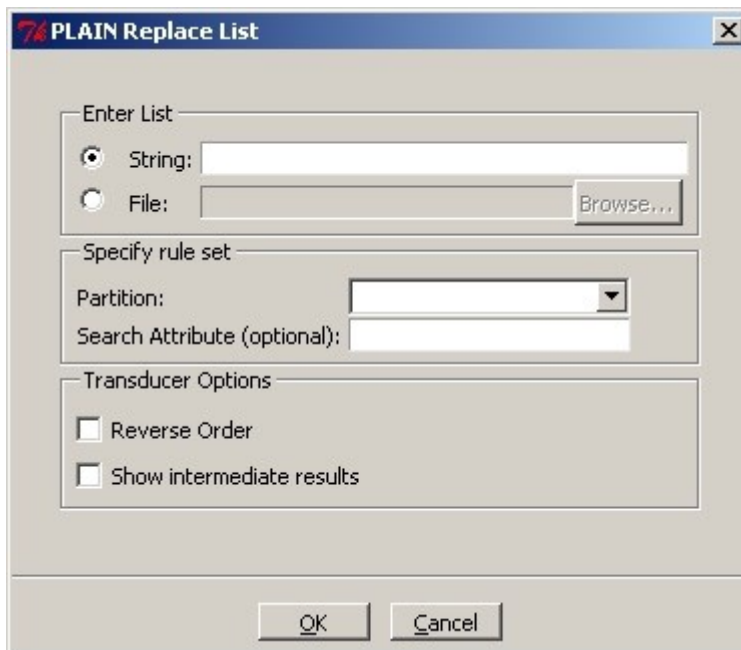 PLAIN Replace List
Enter List
String:
File: Browse...
Specify rule set
Partition:
Search Attribute (optional):
Transducer Options
Reverse Order
Show intermediate results
OK Cancel